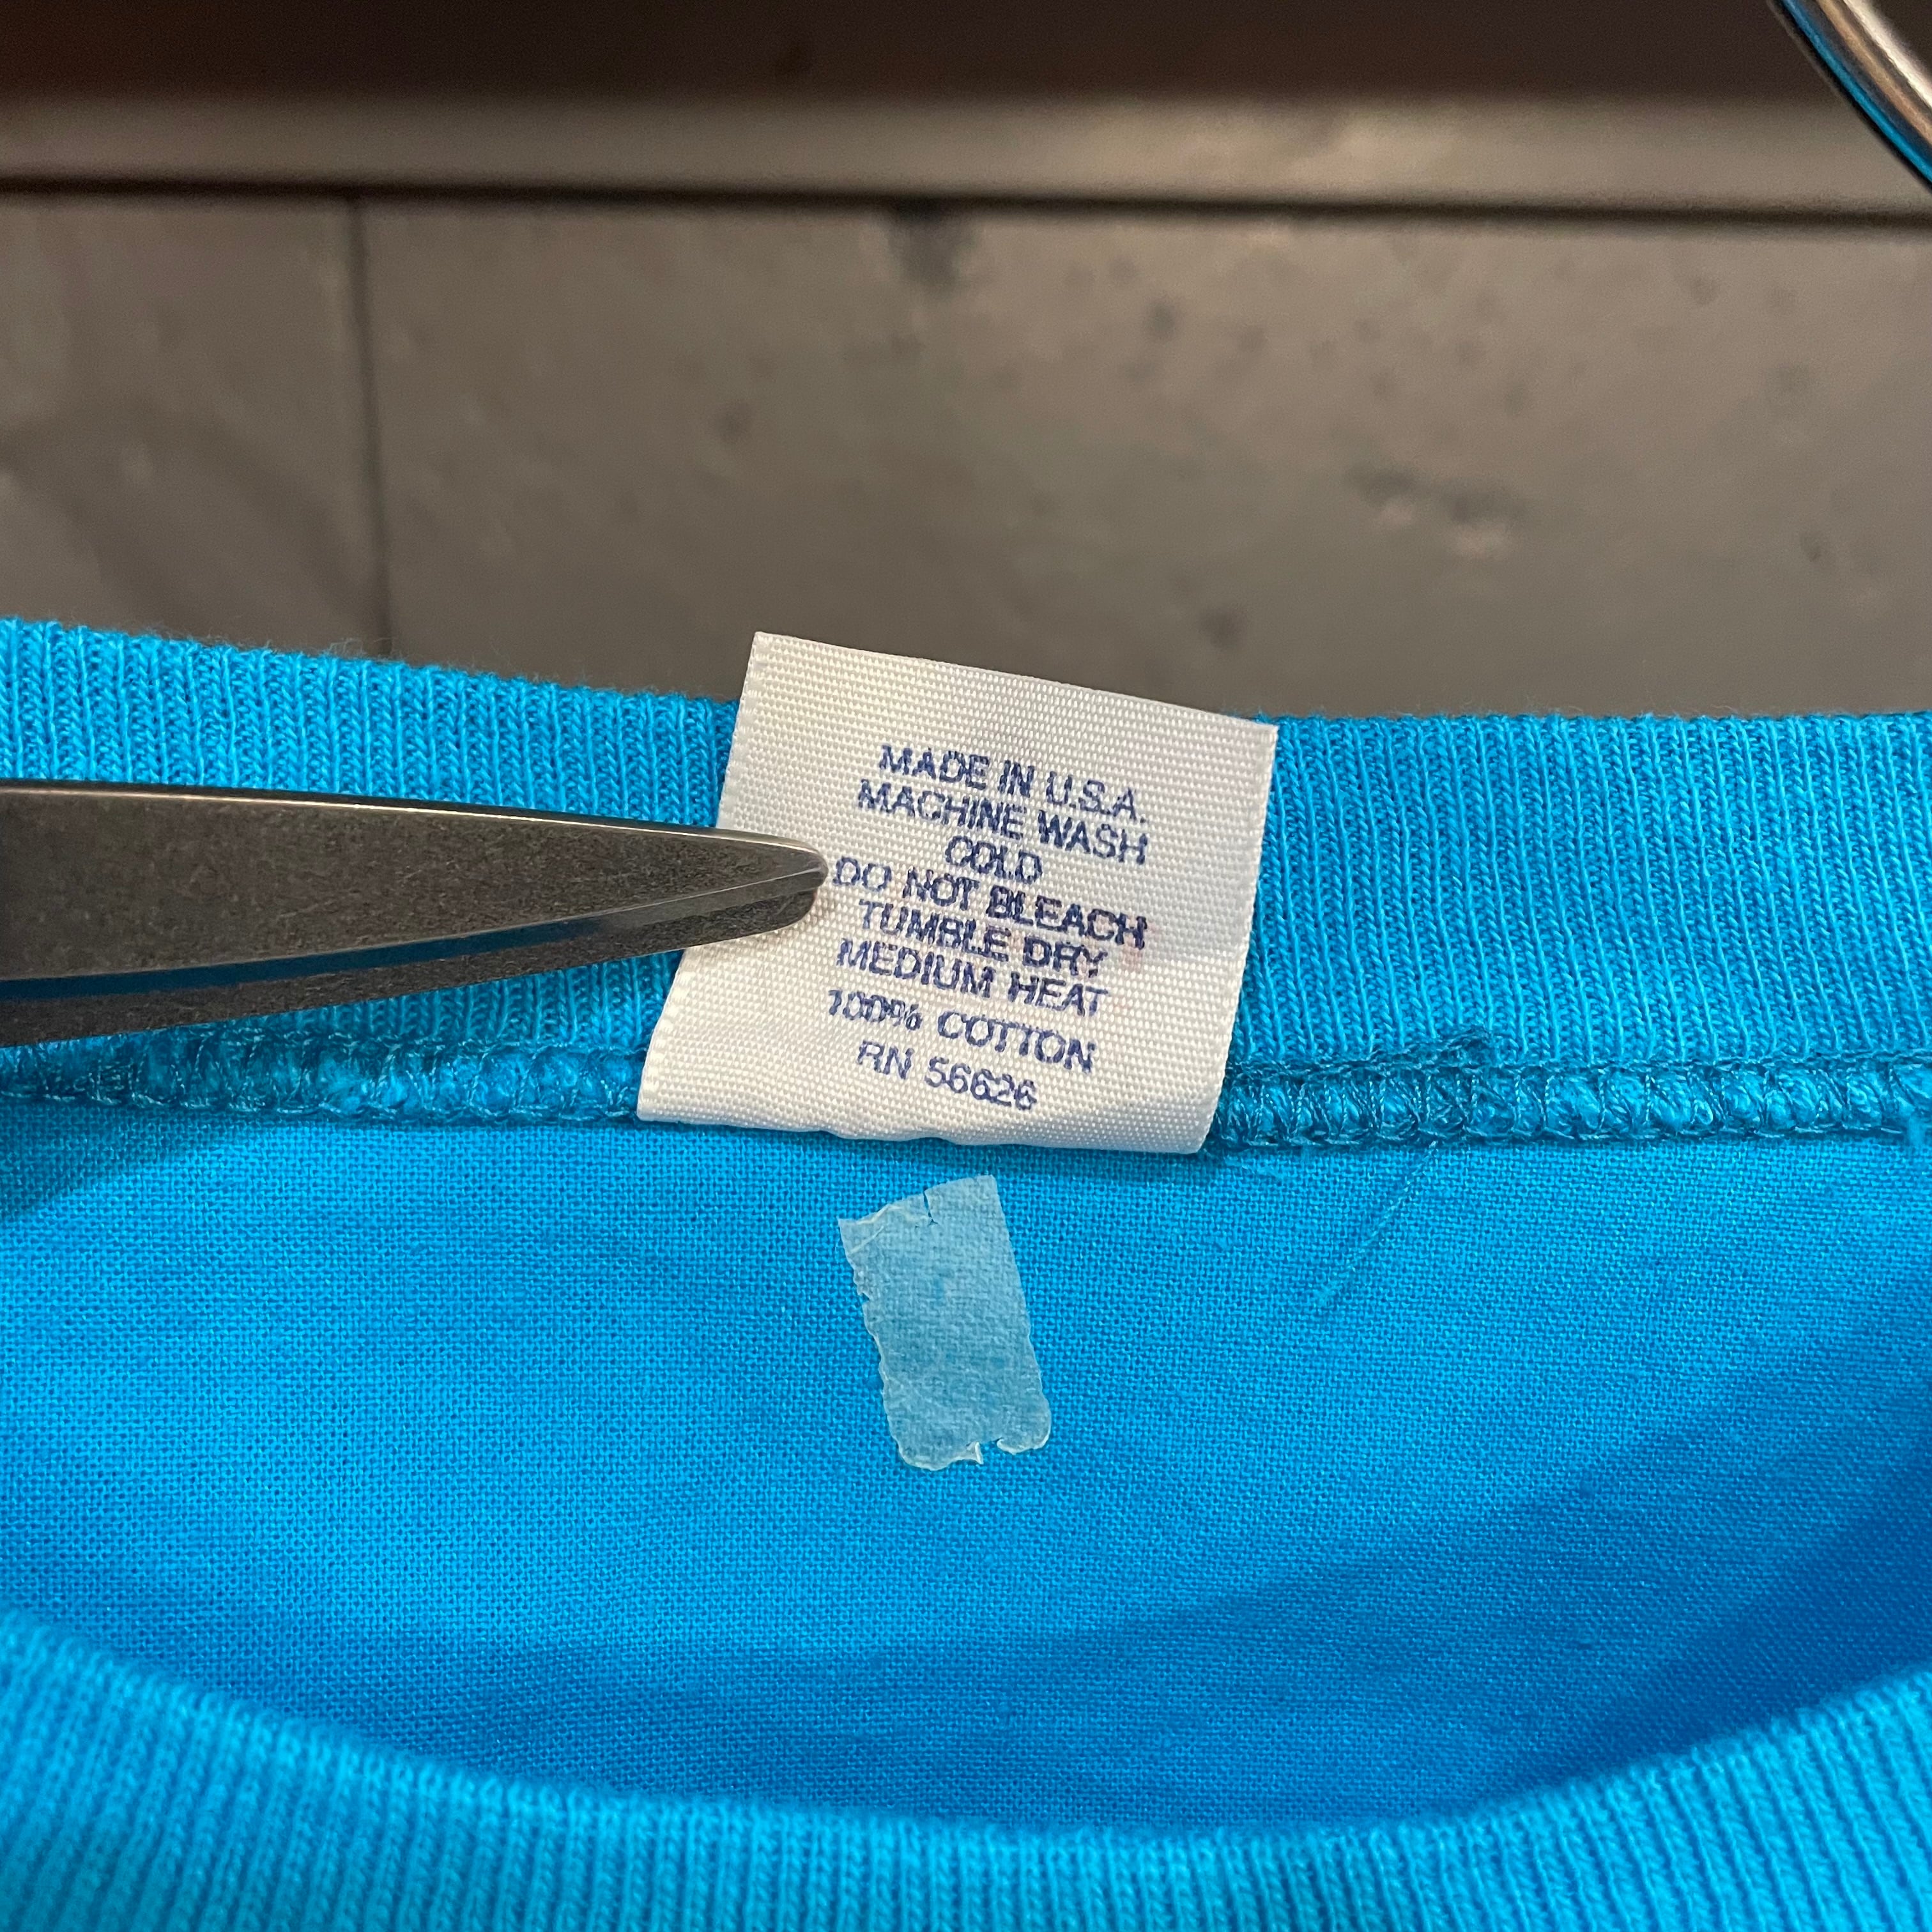 MADE IN U.S.A.
MACHINE WASH
COLD
DO NOT BLEACH
TUMBLE DRY
MEDIUM HEAT
100% COTTON
RN 56626